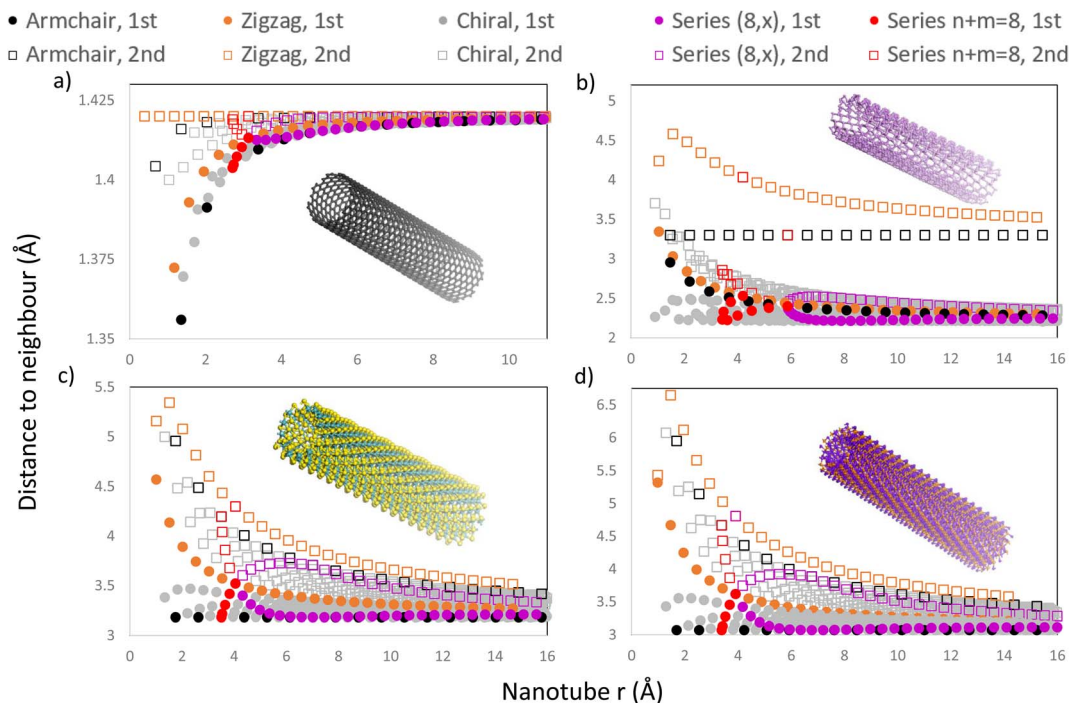 Armchair, 1st Zigzag, 1st Chiral, 1st Series (8,x), 1st Series n+m=8, 1st
Armchair, 2nd Zigzag, 2nd Chiral, 2nd Series (8,x), 2nd Series n+m=8, 2nd
Distance to neighbour (Å)
a)
1.425
1.4
1.375
1.35
0 2 4 6 8 10
b)
5
4.5
4
3.5
3
2.5
2
0 2 4 6 8 10 12 14 16
c)
5.5
5
4.5
4
3.5
3
0 2 4 6 8 10 12 14 16
d)
6.5
6
5.5
5
4.5
4
3.5
3
0 2 4 6 8 10 12 14 16
Nanotube r (Å)